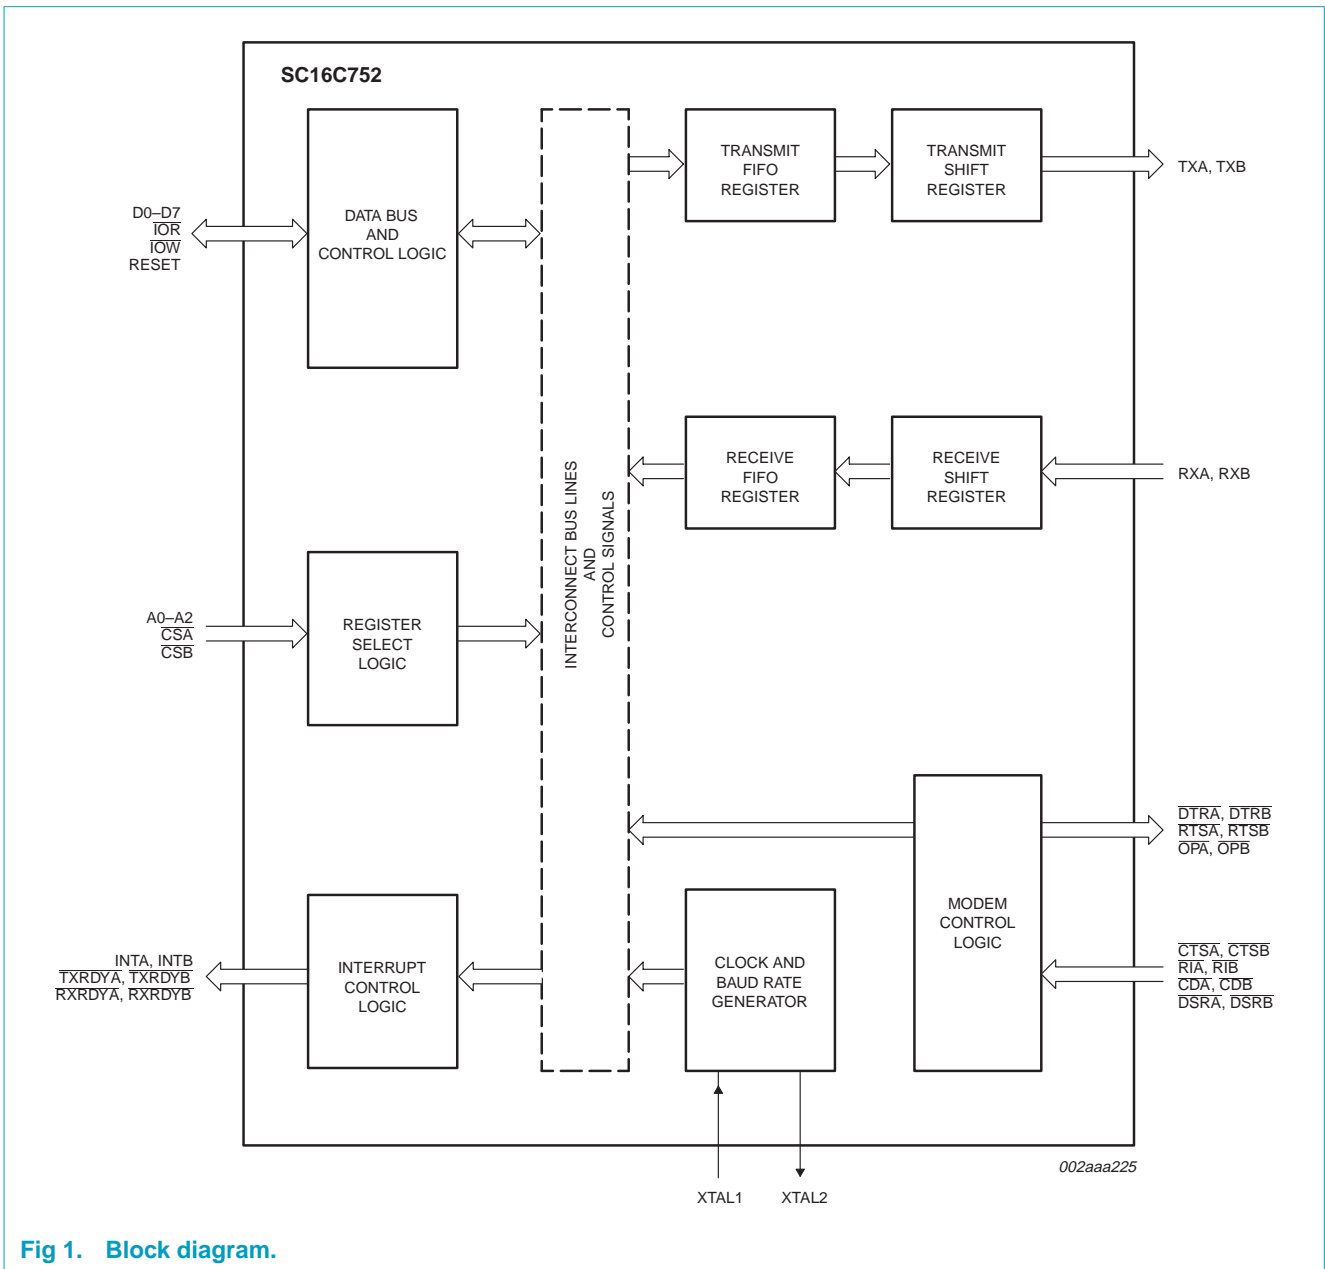 SC16C752
D0–D7
IOR
IOW
RESET
DATA BUS
AND
CONTROL LOGIC
TRANSMIT
FIFO
REGISTER
TRANSMIT
SHIFT
REGISTER
TXA, TXB
INTERCONNECT BUS LINES
AND
CONTROL SIGNALS
RECEIVE
FIFO
REGISTER
RECEIVE
SHIFT
REGISTER
RXA, RXB
A0–A2
CSA
CSB
REGISTER
SELECT
LOGIC
DTRA, DTRB
RTSA, RTSB
OPA, OPB
MODEM
CONTROL
LOGIC
CTSA, CTSB
RIA, RIB
CDA, CDB
DSRA, DSRB
INTA, INTB
TXRDYA, TXRDYB
RXRDYA, RXRDYB
INTERRUPT
CONTROL
LOGIC
CLOCK AND
BAUD RATE
GENERATOR
XTAL1
XTAL2
002aaa225
Fig 1. Block diagram.